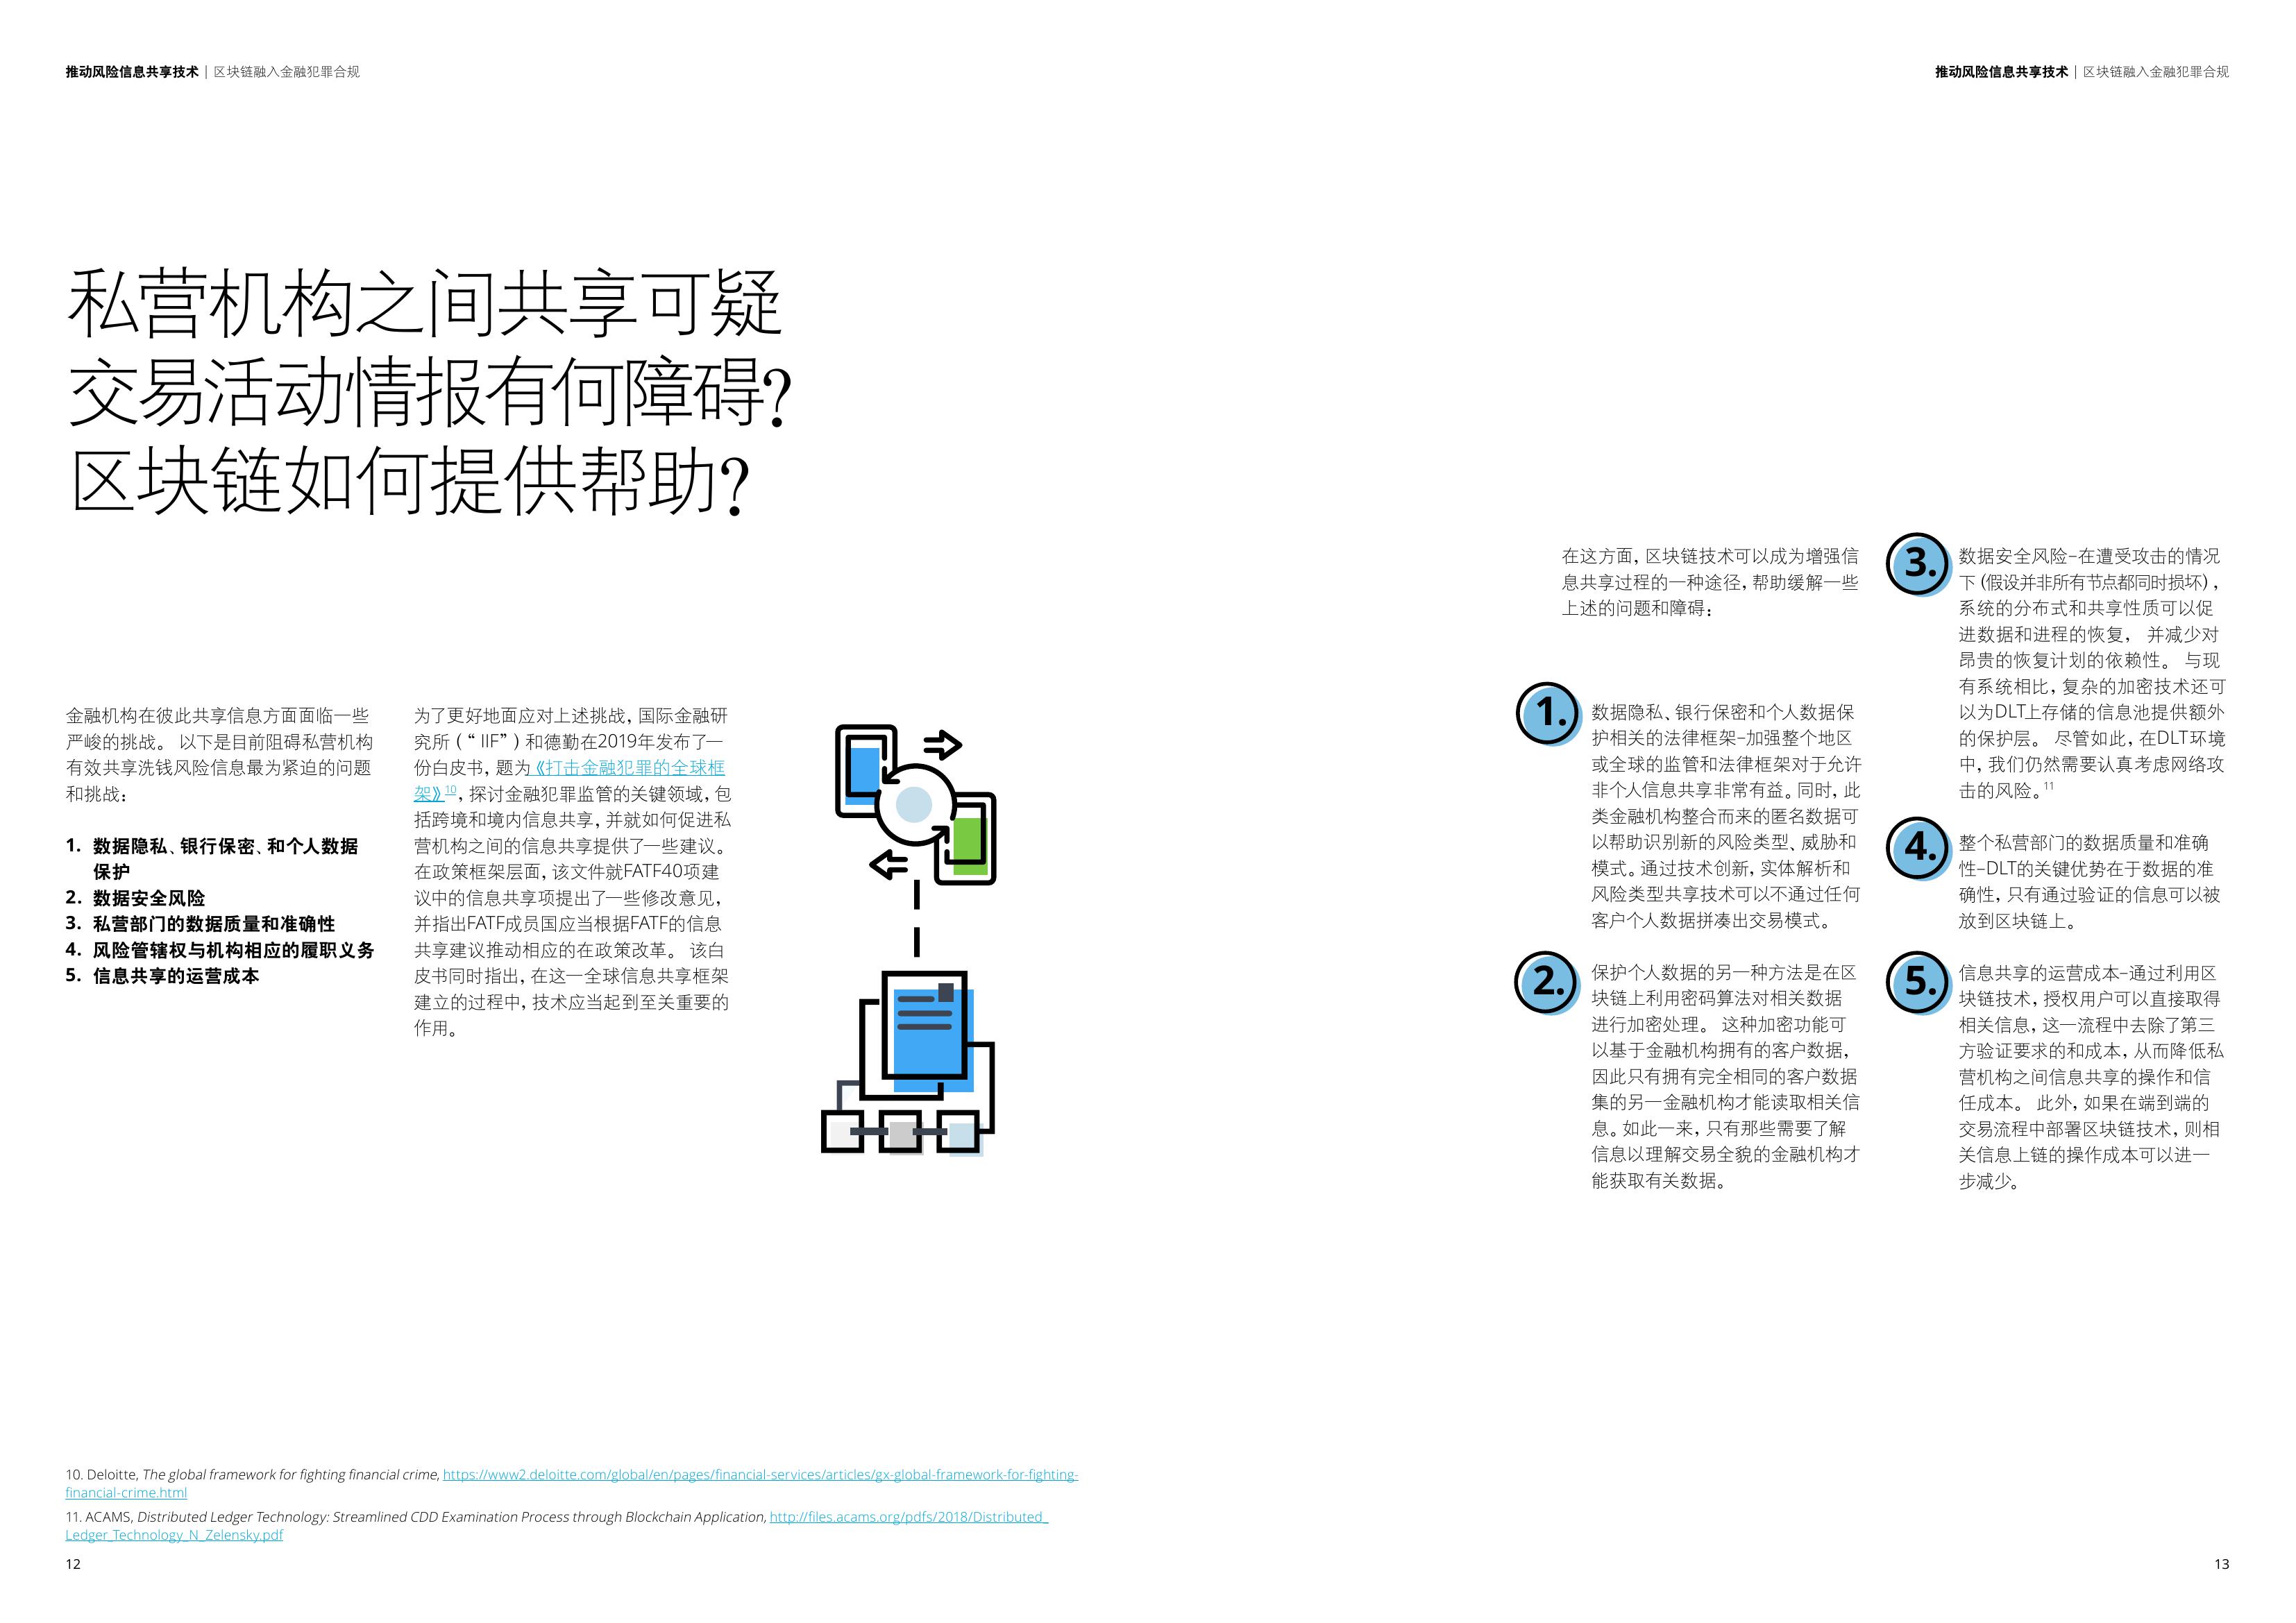 推动风险信息共享技术 | 区块链融入金融犯罪合规
私营机构之间共享可疑
交易活动情报有何障碍?
区块链如何提供帮助?
金融机构在彼此共享信息方面面临一些
严峻的挑战。 以下是目前阻碍私营机构
有效共享洗钱风险信息最为紧迫的问题
和挑战：
1. 数据隐私、银行保密、和个人数据
保护
2. 数据安全风险
3. 私营部门的数据质量和准确性
4. 风险管辖权与机构相应的履职义务
5. 信息共享的运营成本
为了更好地面应对上述挑战，国际金融研
究所（“ IIF”）和德勤在2019年发布了一
份白皮书，题为《打击金融犯罪的全球框
架》10，探讨金融犯罪监管的关键领域，包
括跨境和境内信息共享，并就如何促进私
营机构之间的信息共享提供了一些建议。
在政策框架层面，该文件就FATF40项建
议中的信息共享项提出了一些修改意见，
并指出FATF成员国应当根据FATF的信息
共享建议推动相应的在政策改革。 该白
皮书同时指出，在这一全球信息共享框架
建立的过程中，技术应当起到至关重要的
作用。
10. Deloitte, The global framework for fighting financial crime, https://www2.deloitte.com/global/en/pages/financial-services/articles/gx-global-framework-for-fighting-
financial-crime.html
11. ACAMS, Distributed Ledger Technology: Streamlined CDD Examination Process through Blockchain Application, http://files.acams.org/pdfs/2018/Distributed_
Ledger_Technology_N_Zelensky.pdf
12
推动风险信息共享技术 | 区块链融入金融犯罪合规
在这方面，区块链技术可以成为增强信
息共享过程的一种途径，帮助缓解一些
上述的问题和障碍：
1. 数据隐私、银行保密和个人数据保
护相关的法律框架–加强整个地区
或全球的监管和法律框架对于允许
非个人信息共享非常有益。同时，此
类金融机构整合而来的匿名数据可
以帮助识别新的风险类型、威胁和
模式。通过技术创新，实体解析和
风险类型共享技术可以不通过任何
客户个人数据拼凑出交易模式。
2. 保护个人数据的另一种方法是在区
块链上利用密码算法对相关数据
进行加密处理。 这种加密功能可
以基于金融机构拥有的客户数据，
因此只有拥有完全相同的客户数据
集的另一金融机构才能读取相关信
息。如此一来，只有那些需要了解
信息以理解交易全貌的金融机构才
能获取有关数据。
3. 数据安全风险–在遭受攻击的情况
下（假设并非所有节点都同时损坏），
系统的分布式和共享性质可以促
进数据和进程的恢复， 并减少对
昂贵的恢复计划的依赖性。 与现
有系统相比，复杂的加密技术还可
以为DLT上存储的信息池提供额外
的保护层。 尽管如此，在DLT环境
中，我们仍然需要认真考虑网络攻
击的风险。11
4. 整个私营部门的数据质量和准确
性–DLT的关键优势在于数据的准
确性，只有通过验证的信息可以被
放到区块链上。
5. 信息共享的运营成本–通过利用区
块链技术，授权用户可以直接取得
相关信息，这一流程中去除了第三
方验证要求的和成本，从而降低私
营机构之间信息共享的操作和信
任成本。 此外，如果在端到端的
交易流程中部署区块链技术，则相
关信息上链的操作成本可以进一
步减少。
13